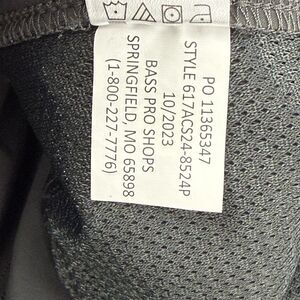 PO 11365347
STYLE 617ACS24-8524P
10/2023
BASS PRO SHOPS
SPRINGFIELD, MO 65898
(1-800-227-7776)